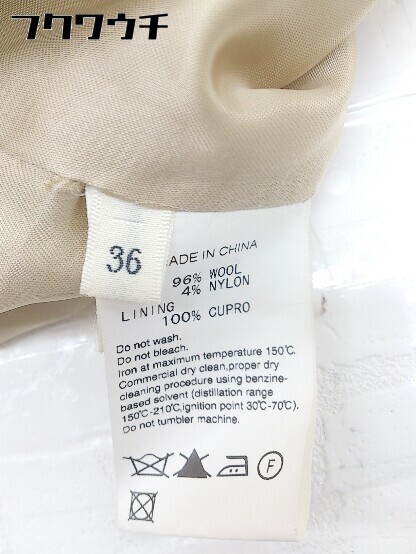 フクワウチ
36
ADE IN CHINA
96% WOOL
4% NYLON
LINING
100% CUPRO
Do not wash.
Do not bleach.
Iron at maximum temperature 150℃.
Commercial dry clean,proper dry
cleaning procedure using benzine-
based solvent (distillation range
150℃-210℃,ignition point 30℃-70℃).
Do not tumbler machine.
F